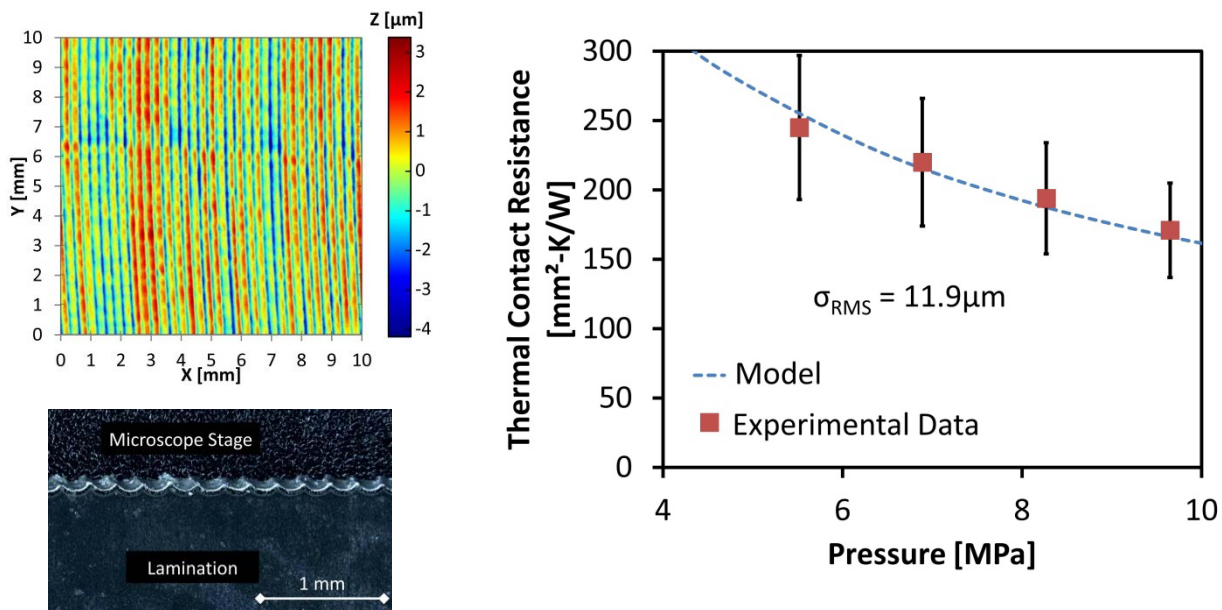 Z [µm]
10
9
8
7
6
5
4
3
2
1
0
Y [mm]
0 1 2 3 4 5 6 7 8 9 10
X [mm]
3
2
1
0
-1
-2
-3
-4
Microscope Stage
Lamination
1 mm
Thermal Contact Resistance
[mm²-K/W]
300
250
200
150
100
50
0
σRMS = 11.9µm
Model
Experimental Data
4 6 8 10
Pressure [MPa]